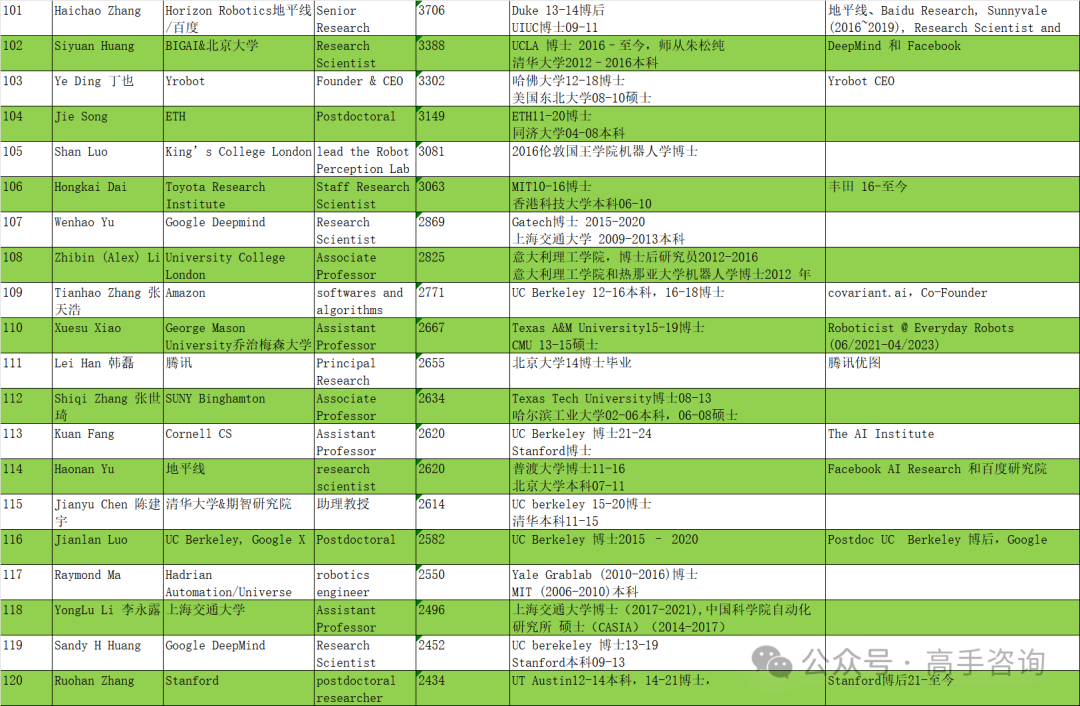 101 Haichao Zhang Horizon Robotics地平线 Senior 3706 Duke 13-14博后 地平线、Baidu Research, Sunnyvale
/百度 Research UIUC博士09-11 (2016~2019), Research Scientist and
102 Siyuan Huang BIGAI&北京大学 Research 3388 UCLA 博士 2016–至今，师从朱松纯 DeepMind 和 Facebook
Scientist 清华大学2012–2016本科
103 Ye Ding 丁也 Yrobot Founder & CEO 3302 哈佛大学12-18博士 Yrobot CEO
美国东北大学08-10硕士
104 Jie Song ETH Postdoctoral 3149 ETH11-20博士
同济大学04-08本科
105 Shan Luo King’s College London lead the Robot 3081 2016伦敦国王学院机器人学博士
Perception Lab
106 Hongkai Dai Toyota Research Staff Research 3063 MIT10-16博士 丰田 16-至今
Institute Scientist 香港科技大学本科06-10
107 Wenhao Yu Google Deepmind Research 2869 Gatech博士 2015-2020
Scientist 上海交通大学 2009-2013本科
108 Zhibin (Alex) Li University College Associate 2825 意大利理工学院，博士后研究员2012-2016
London Professor 意大利理工学院和热那亚大学机器人学博士2012 年
109 Tianhao Zhang 张 Amazon softwares and 2771 UC Berkeley 12-16本科，16-18博士 covariant.ai，Co-Founder
天浩 algorithms
110 Xuesu Xiao George Mason Assistant 2667 Texas A&M University15-19博士 Roboticist @ Everyday Robots
University乔治梅森大学 Professor CMU 13-15硕士 (06/2021-04/2023)
111 Lei Han 韩磊 腾讯 Principal 2655 北京大学14博士毕业 腾讯优图
Research
112 Shiqi Zhang 张世 SUNY Binghamton Associate 2634 Texas Tech University博士08-13
琦 Professor 哈尔滨工业大学02-06本科，06-08硕士
113 Kuan Fang Cornell CS Assistant 2620 UC Berkeley 博士21-24 The AI Institute
Professor Stanford博士
114 Haonan Yu 地平线 research 2620 普渡大学博士11-16 Facebook AI Research 和百度研究院
scientist 北京大学本科07-11
115 Jianyu Chen 陈建 清华大学&期智研究院 助理教授 2614 UC berkeley 15-20博士
宇 清华本科11-15
116 Jianlan Luo UC Berkeley, Google X Postdoctoral 2582 UC Berkeley 博士2015 – 2020 Postdoc UC Berkeley 博后，Google
117 Raymond Ma Hadrian robotics 2550 Yale Grablab (2010-2016)博士
Automation/Universe engineer MIT (2006-2010)本科
118 YongLu Li 李永露 上海交通大学 Assistant 2496 上海交通大学博士（2017-2021),中国科学院自动化
Professor 研究所 硕士（CASIA）（2014-2017）
119 Sandy H Huang Google DeepMind Research 2452 UC berekeley 博士13-19
Scientist Stanford本科09-13
120 Ruohan Zhang Stanford postdoctoral 2434 UT Austin12-14本科，14-21博士， Stanford博后21-至今
researcher
公众号·高手咨询